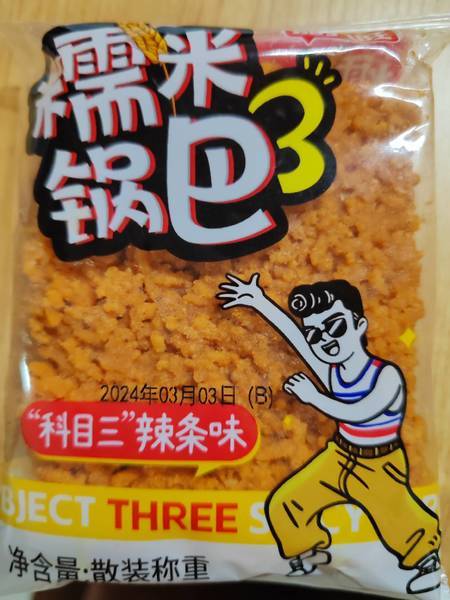 糯米
锅巴3
2024年03月03日 (B)
“科目三”辣条味
BJECT THREE S
净含量·散装称重